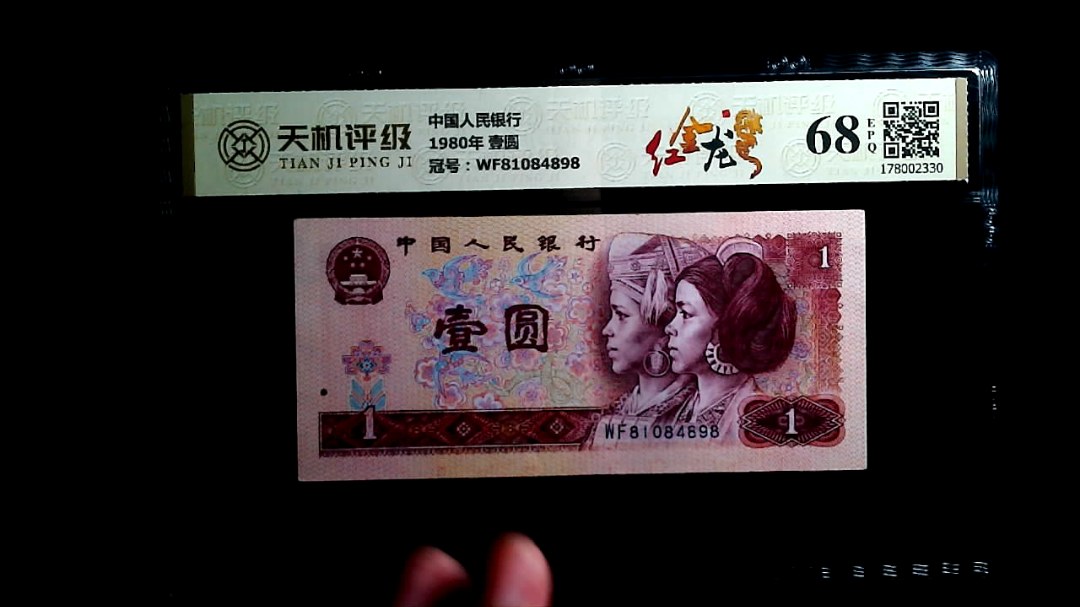 天机评级
TIAN JI PING JI
中国人民银行
1980年 壹圆
冠号：WF81084898
红金龙
68
EPQ
178002330
中国人民银行
1
壹圆
1
WF81084898
1